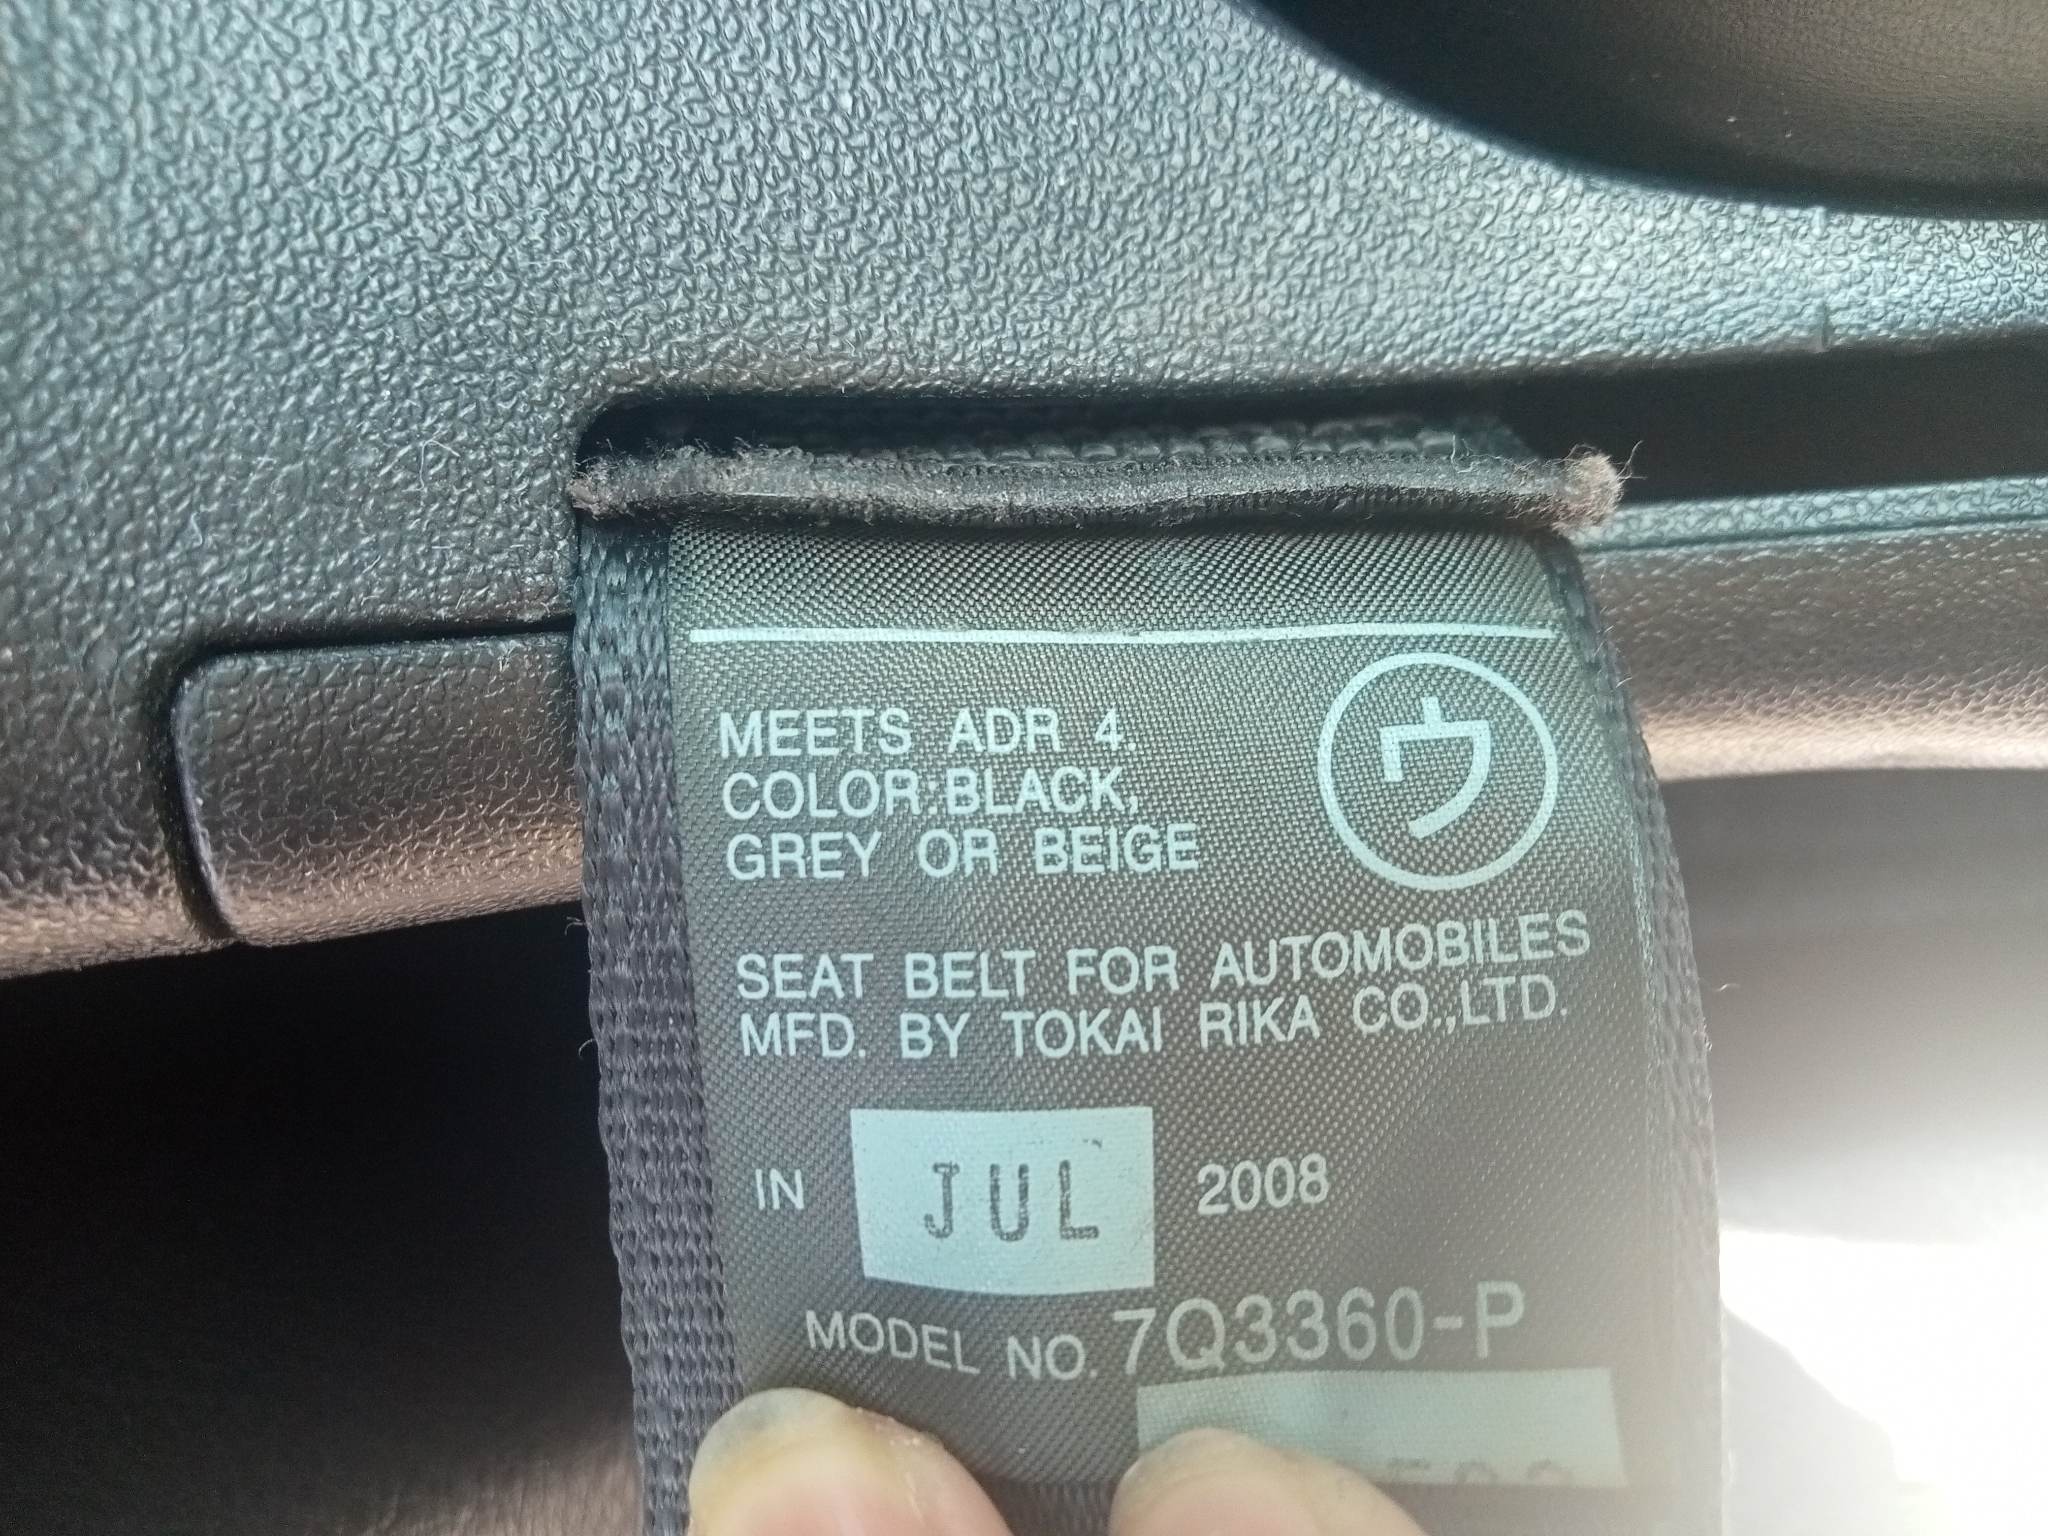 MEETS ADR 4.
COLOR:BLACK,
GREY OR BEIGE
ウ
SEAT BELT FOR AUTOMOBILES
MFD. BY TOKAI RIKA CO.,LTD.
IN JUL 2008
MODEL NO. 7Q3360-P